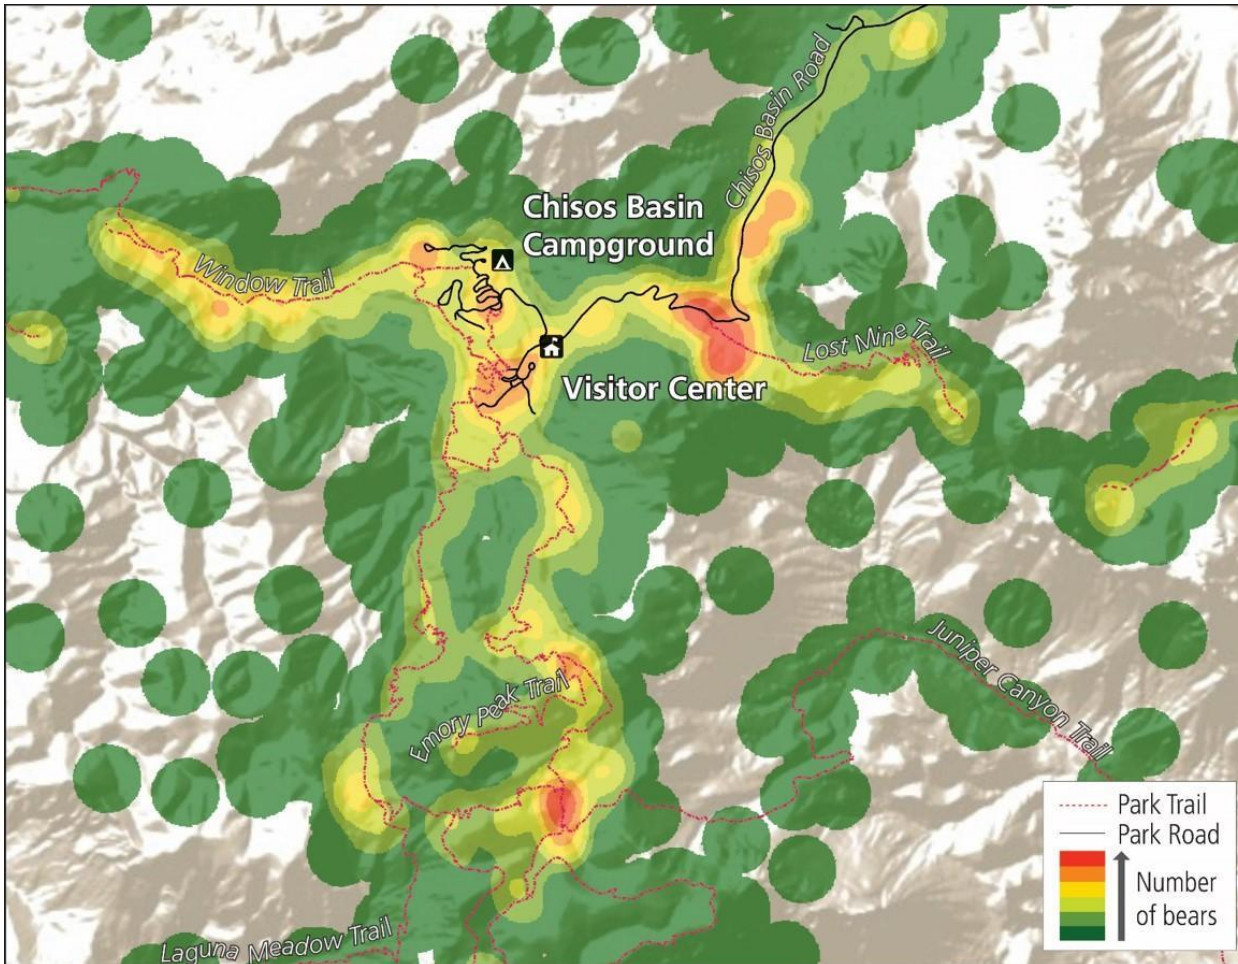 Chisos Basin Road
Chisos Basin
Campground
Window Trail
Lost Mine Trail
Visitor Center
Juniper Canyon Trail
Emory Peak Trail
Laguna Meadow Trail
Park Trail
Park Road
Number
of bears